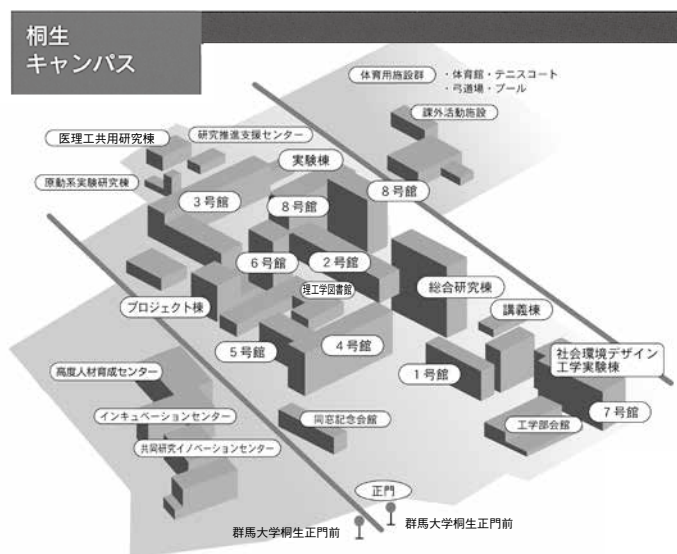 桐生
キャンパス
体育用施設群
・体育館・テニスコート
・弓道場・プール
課外活動施設
医理工共用研究棟
研究推進支援センター
実験棟
原動系実験研究棟
3号館
8号館
8号館
6号館
2号館
理工学図書館
総合研究棟
プロジェクト棟
講義棟
5号館
4号館
1号館
社会環境デザイン
工学実験棟
高度人材育成センター
7号館
インキュベーションセンター
同窓記念会館
工学部会館
共同研究イノベーションセンター
正門
群馬大学桐生正門前
群馬大学桐生正門前